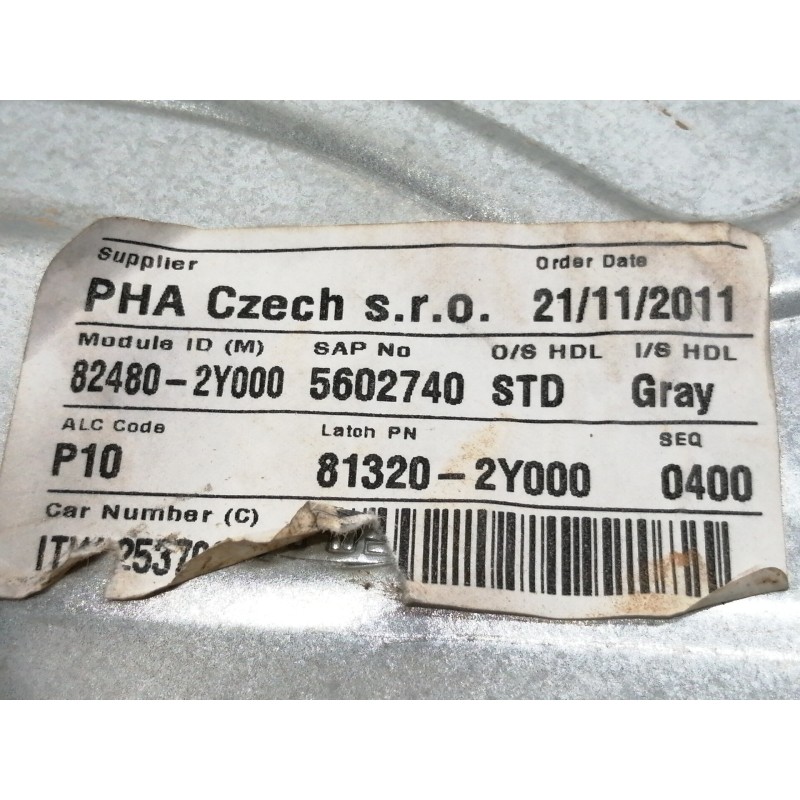 Supplier Order Date
PHA Czech s.r.o. 21/11/2011
Module ID (M) SAP No O/S HDL I/S HDL
82480-2Y000 5602740 STD Gray
ALC Code Latch PN SEQ
P10 81320-2Y000 0400
Car Number (C)